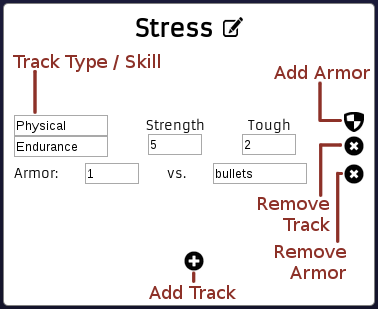 Stress
Track Type / Skill
Add Armor
Physical
Strength
Tough
Endurance
5
2
Armor:
1
vs.
bullets
Remove
Track
Remove
Armor
Add Track